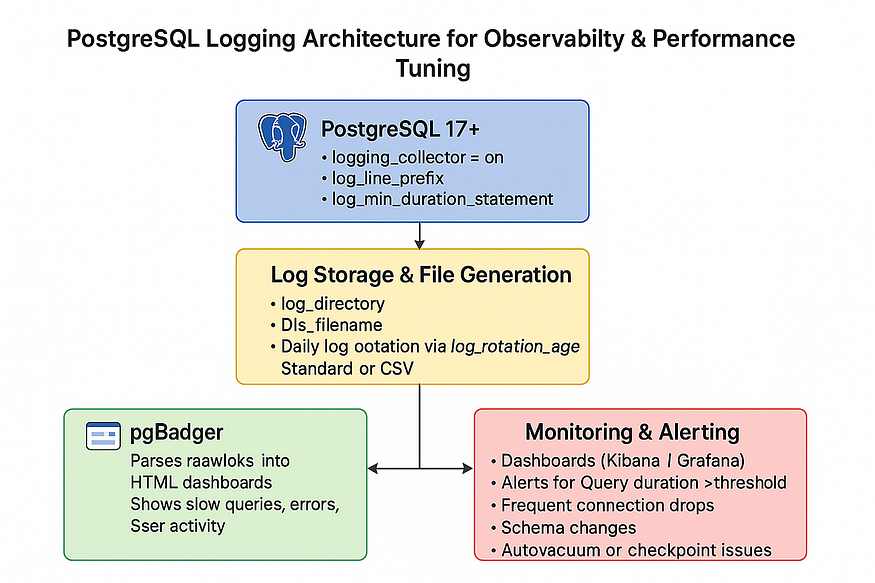 PostgreSQL Logging Architecture for Observabilty & Performance
Tuning
PostgreSQL 17+
• logging_collector = on
• log_line_prefix
• log_min_duration_statement
Log Storage & File Generation
• log_directory
• Dls_filename
• Daily log ootation via log_rotation_age
Standard or CSV
pgBadger
Parses raawloks into
HTML dashboards
Shows slow queries, errors,
Sser activity
Monitoring & Alerting
• Dashboards (Kibana / Grafana)
• Alerts for Query duration >threshold
• Frequent connection drops
• Schema changes
• Autovacuum or checkpoint issues